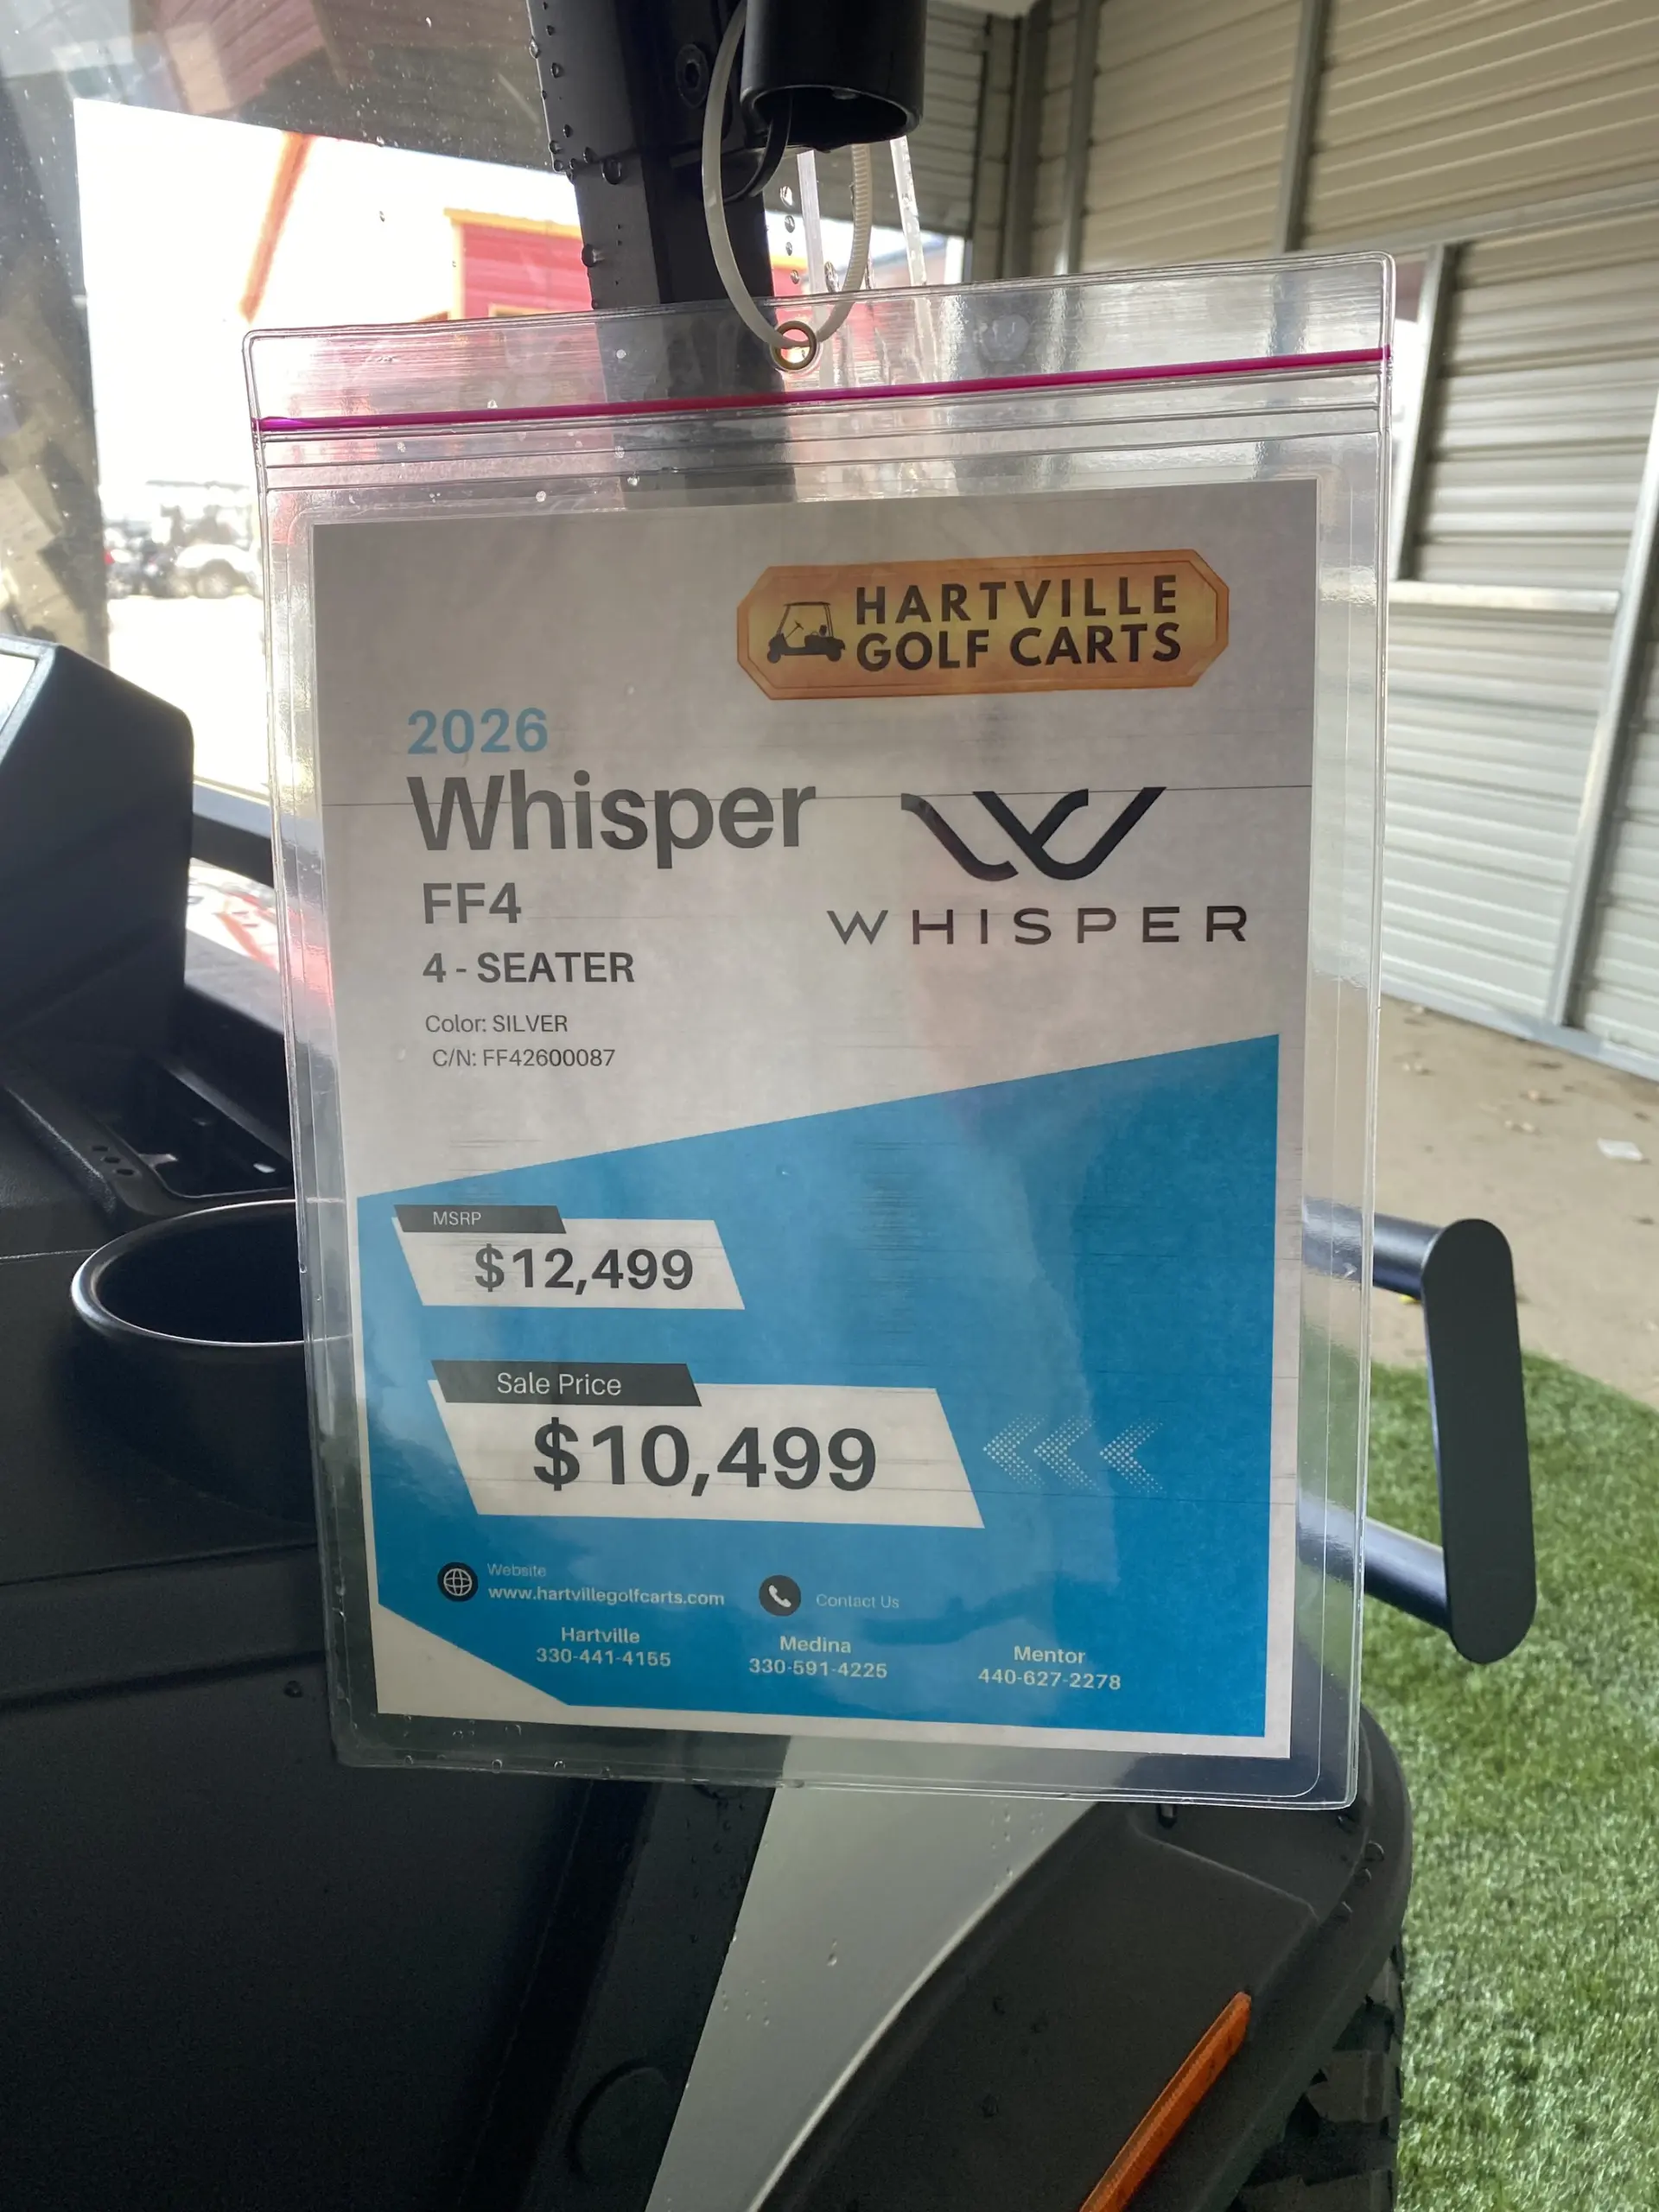 HARTVILLE
GOLF CARTS
2026
Whisper
FF4
4 - SEATER
Color: SILVER
C/N: FF42600087
WHISPER
MSRP
$12,499
Sale Price
$10,499
Website
www.hartvillegolfcarts.com
Contact Us
Hartville
330-441-4155
Medina
330-591-4225
Mentor
440-627-2278